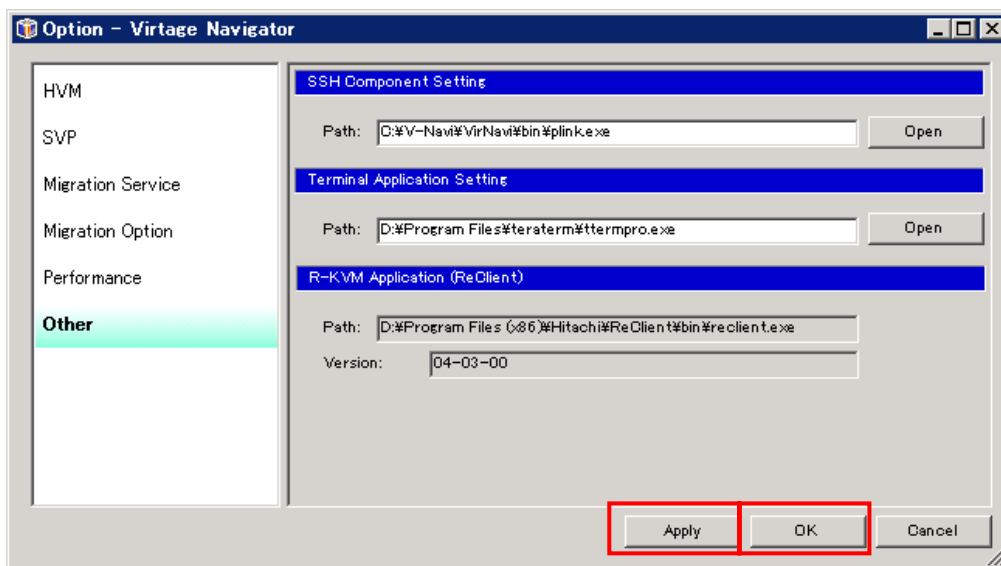 Option - Virtage Navigator
HVM
SVP
Migration Service
Migration Option
Performance
Other
SSH Component Setting
Path: C:¥V-Navi¥VirNavi¥bin¥plink.exe Open
Terminal Application Setting
Path: D:¥Program Files¥teraterm¥ttermpro.exe Open
R-KVM Application (ReClient)
Path: D:¥Program Files (x86)¥Hitachi¥ReClient¥bin¥reclient.exe
Version: 04-03-00
Apply OK Cancel